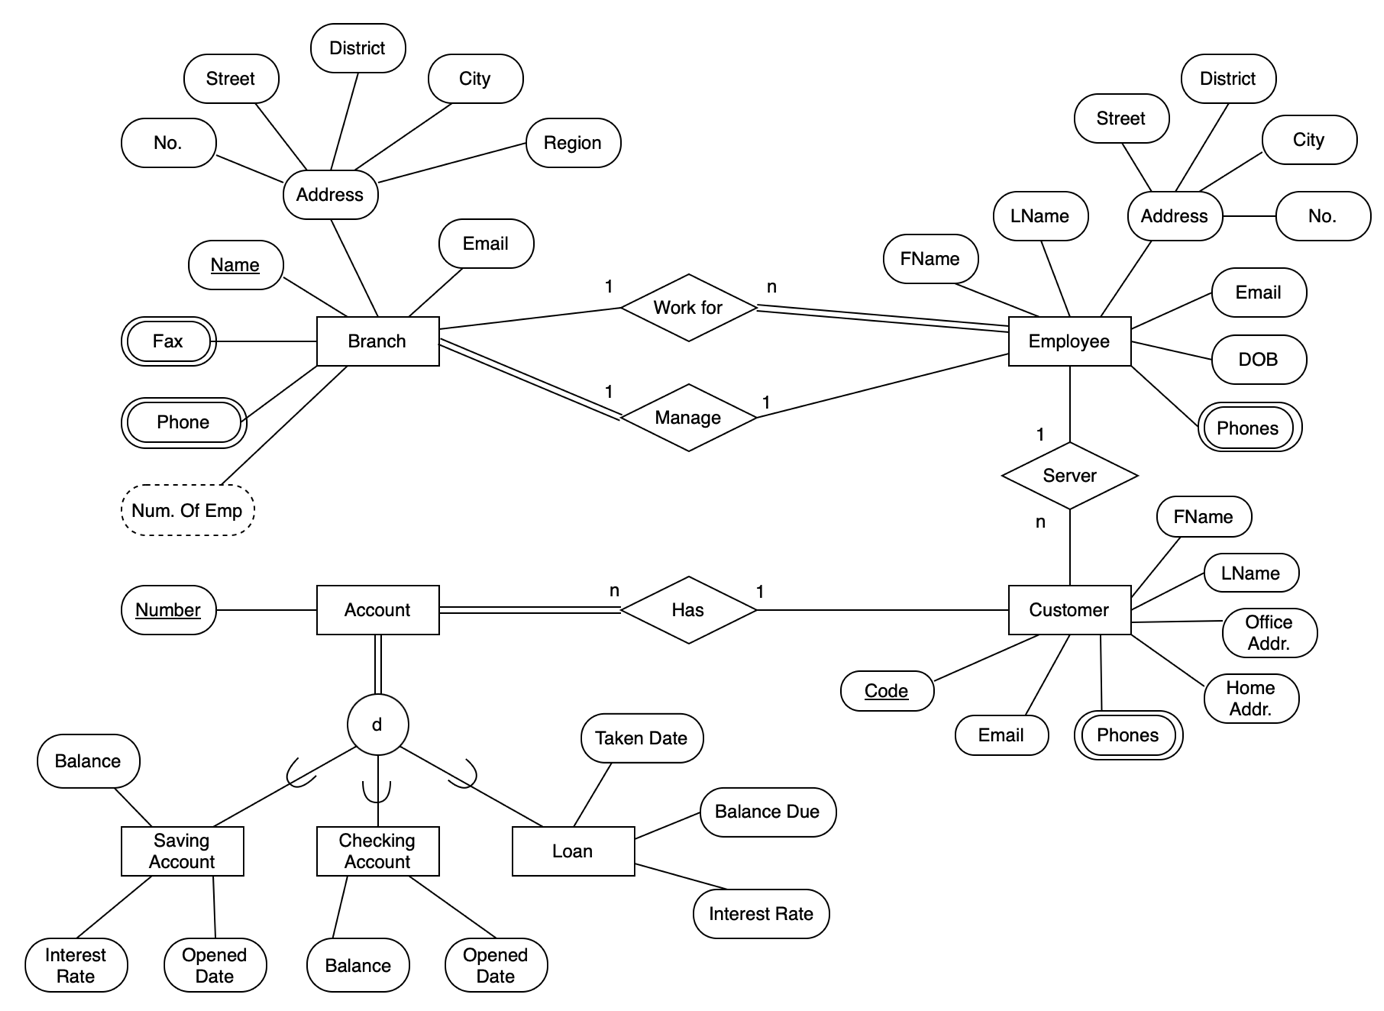 District
Street
City
No.
Region
Address
Name
Email
Fax
Branch
Phone
Num. Of Emp
1
Work for
n
1
Manage
1
District
Street
City
LName
Address
No.
FName
Email
Employee
DOB
Phones
1
Server
n
FName
LName
Office
Addr.
Home
Addr.
Customer
Code
Email
Phones
Number
Account
n
Has
1
d
Balance
Saving
Account
Interest
Rate
Opened
Date
Checking
Account
Balance
Opened
Date
Taken Date
Balance Due
Loan
Interest Rate